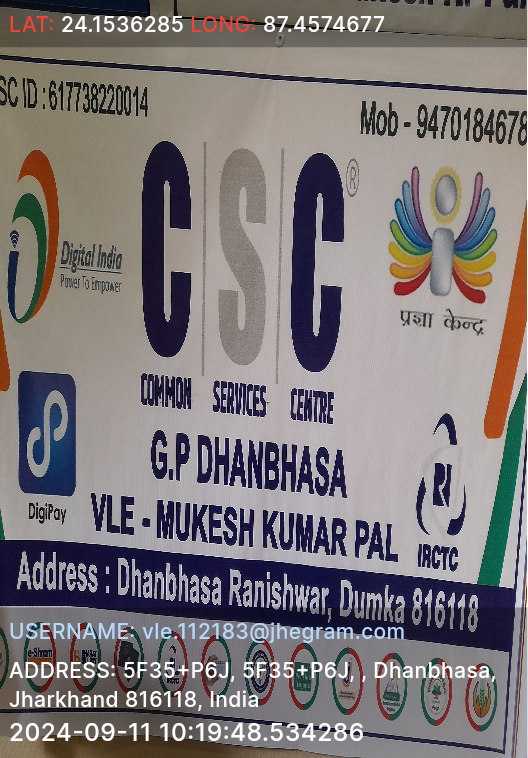 LAT: 24.1536285 LONG: 87.4574677
SC ID : 617738220014
Mob - 9470184678
CSC ®
Digital India
Power To Empower
प्रज्ञा केन्द्र
COMMON SERVICES CENTRE
G.P DHANBHASA
DigiPay
VLE - MUKESH KUMAR PAL
IRCTC
Address : Dhanbhasa Ranishwar, Dumka 816118
USERNAME: vle.112183@jhegram.com
e-Shram
ADDRESS: 5F35+P6J, 5F35+P6J, , Dhanbhasa,
Jharkhand 816118, India
2024-09-11 10:19:48.534286